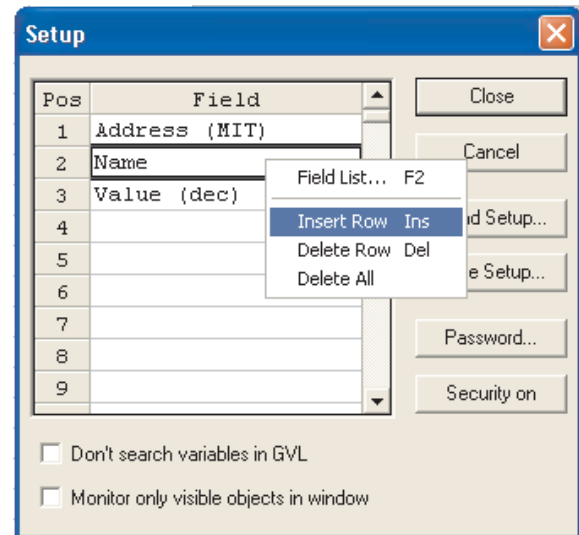 Setup
Pos Field
1 Address (MIT)
2 Name
3 Value (dec)
4
5
6
7
8
9
Field List... F2
Insert Row Ins
Delete Row Del
Delete All
Close
Cancel
Setup...
Setup...
Password...
Security on
Don't search variables in GVL
Monitor only visible objects in window